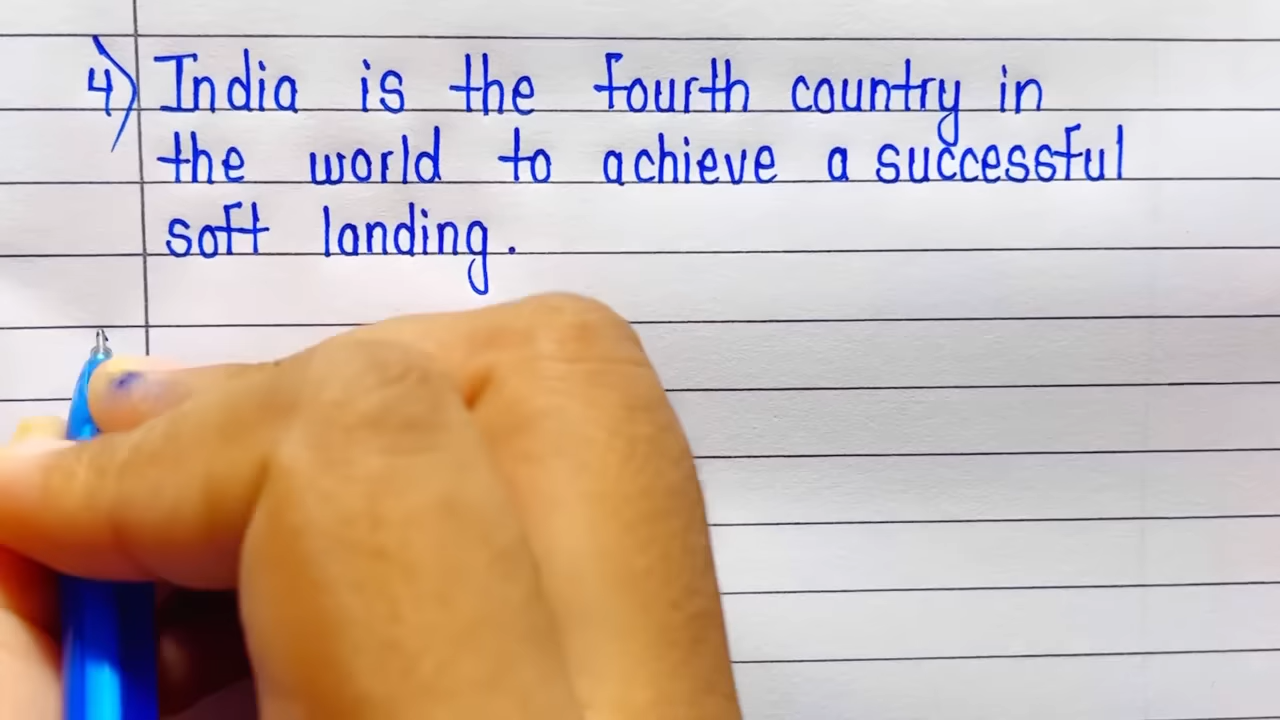 4) India is the fourth country in
the world to achieve a successful
soft landing.